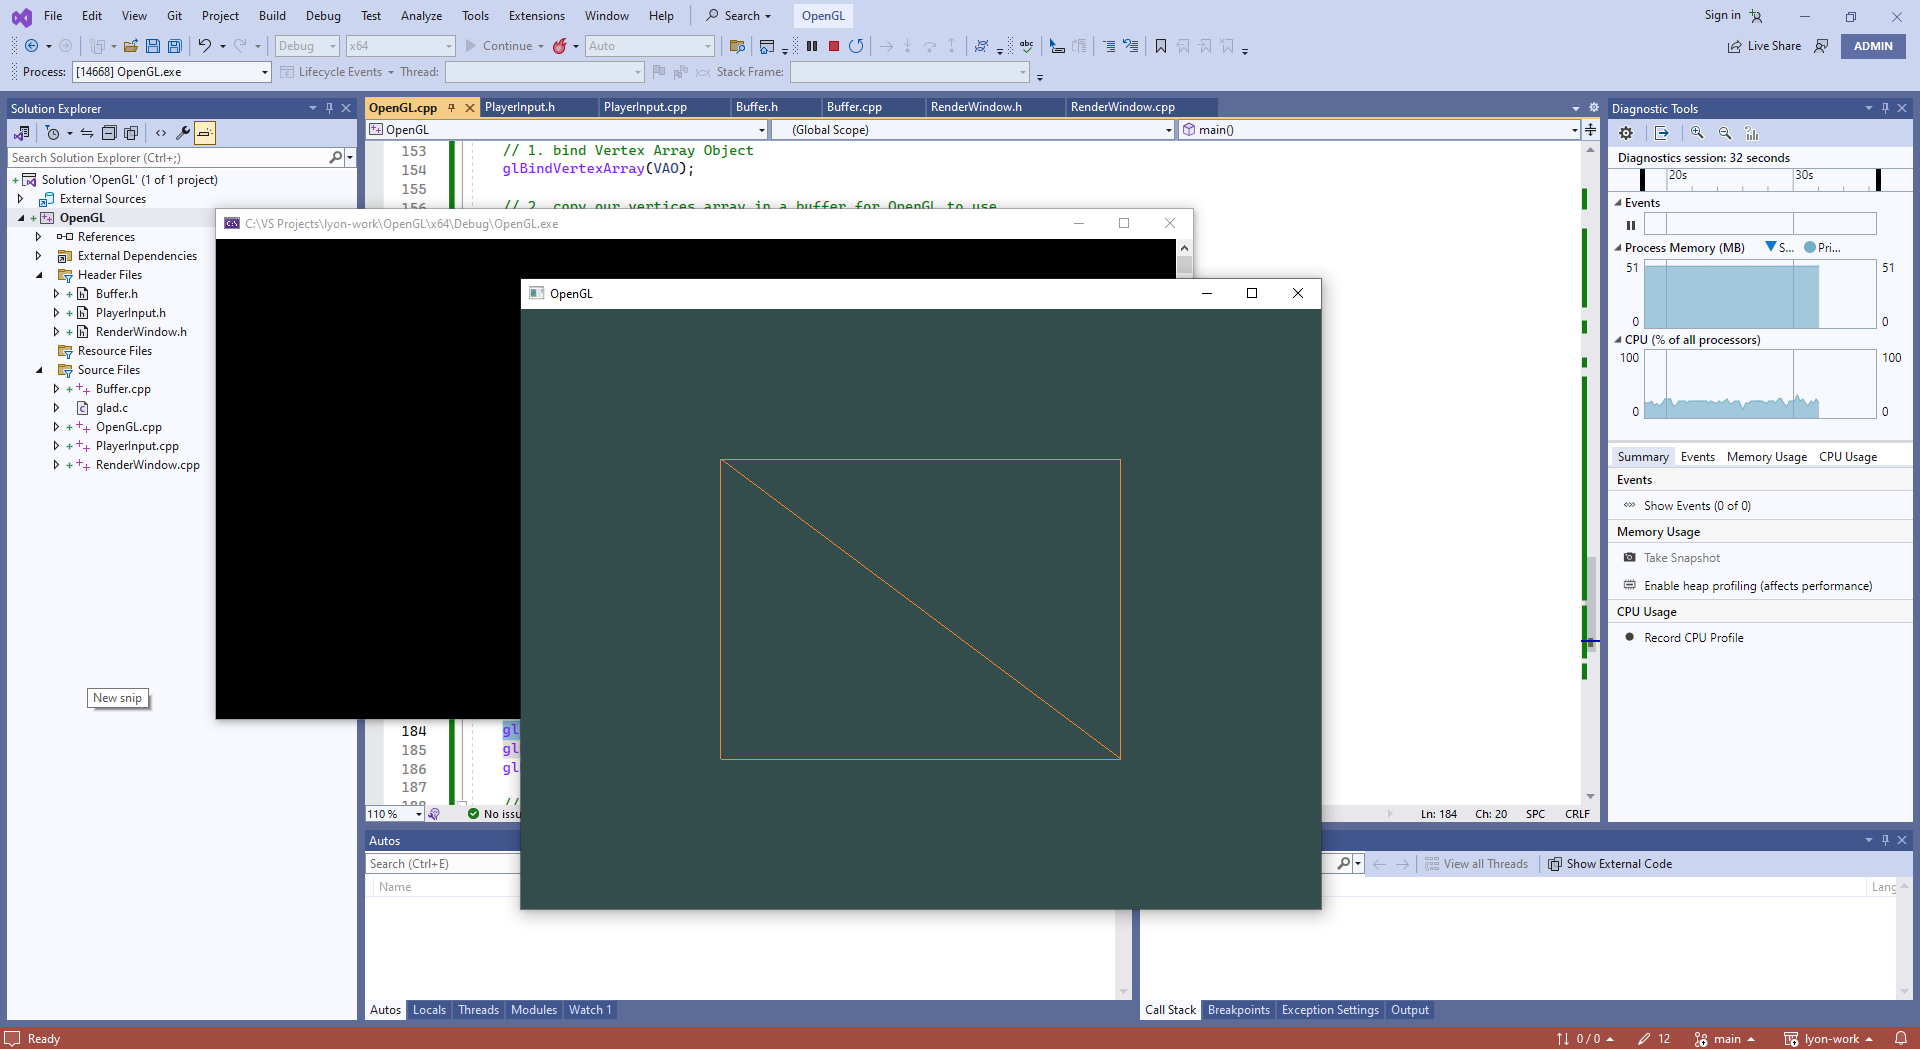 File Edit View Git Project Build Debug Test Analyze Tools Extensions Window Help Search OpenGL Sign in
Debug x64 Continue Auto Live Share ADMIN
Process: [14668] OpenGL.exe Lifecycle Events Thread: Stack Frame:
Solution Explorer
Search Solution Explorer (Ctrl+;)
Solution 'OpenGL' (1 of 1 project)
External Sources
OpenGL
References
External Dependencies
Header Files
Buffer.h
PlayerInput.h
RenderWindow.h
Resource Files
Source Files
Buffer.cpp
glad.c
OpenGL.cpp
PlayerInput.cpp
RenderWindow.cpp
New snip
OpenGL.cpp PlayerInput.h PlayerInput.cpp Buffer.h Buffer.cpp RenderWindow.h RenderWindow.cpp
OpenGL (Global Scope) main()
153 // 1. bind Vertex Array Object
154 glBindVertexArray(VAO);
155
156 // 2. copy our vertices array in a buffer for OpenGL to use
C:\VS Projects\lyon-work\OpenGL\x64\Debug\OpenGL.exe
OpenGL
184 gl
185 gl
186 gl
187
188 //
110 % No issu Ln: 184 Ch: 20 SPC CRLF
Autos
Search (Ctrl+E)
Name
Autos Locals Threads Modules Watch 1
View all Threads Show External Code
Lang
Call Stack Breakpoints Exception Settings Output
Diagnostic Tools
Diagnostics session: 32 seconds
20s 30s
Events
Process Memory (MB) S... Pri...
51 51
0 0
CPU (% of all processors)
100 100
0 0
Summary Events Memory Usage CPU Usage
Events
Show Events (0 of 0)
Memory Usage
Take Snapshot
Enable heap profiling (affects performance)
CPU Usage
Record CPU Profile
Ready 0 / 0 12 main lyon-work